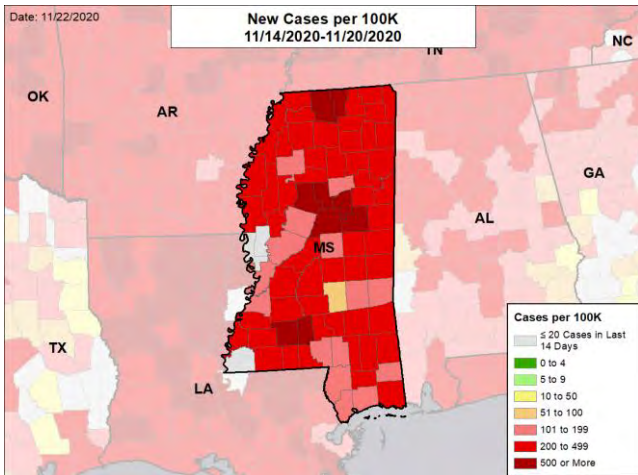 Date: 11/22/2020
New Cases per 100K
11/14/2020-11/20/2020
TN
NC
OK
AR
GA
AL
MS
TX
LA
Cases per 100K
≤ 20 Cases in Last
14 Days
0 to 4
5 to 9
10 to 50
51 to 100
101 to 199
200 to 499
500 or More